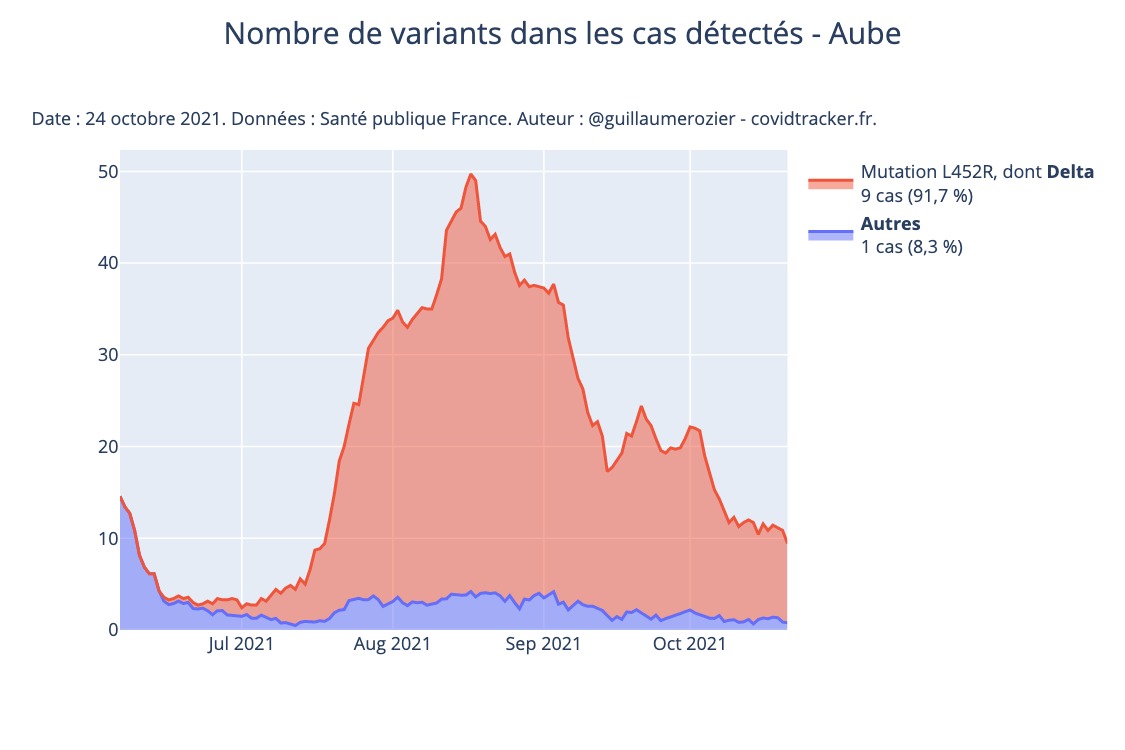 Nombre de variants dans les cas détectés - Aube
Date : 24 octobre 2021. Données : Santé publique France. Auteur : @guillaumerozier - covidtracker.fr.
50
40
30
20
10
0
Jul 2021
Aug 2021
Sep 2021
Oct 2021
Mutation L452R, dont Delta
9 cas (91,7 %)
Autres
1 cas (8,3 %)